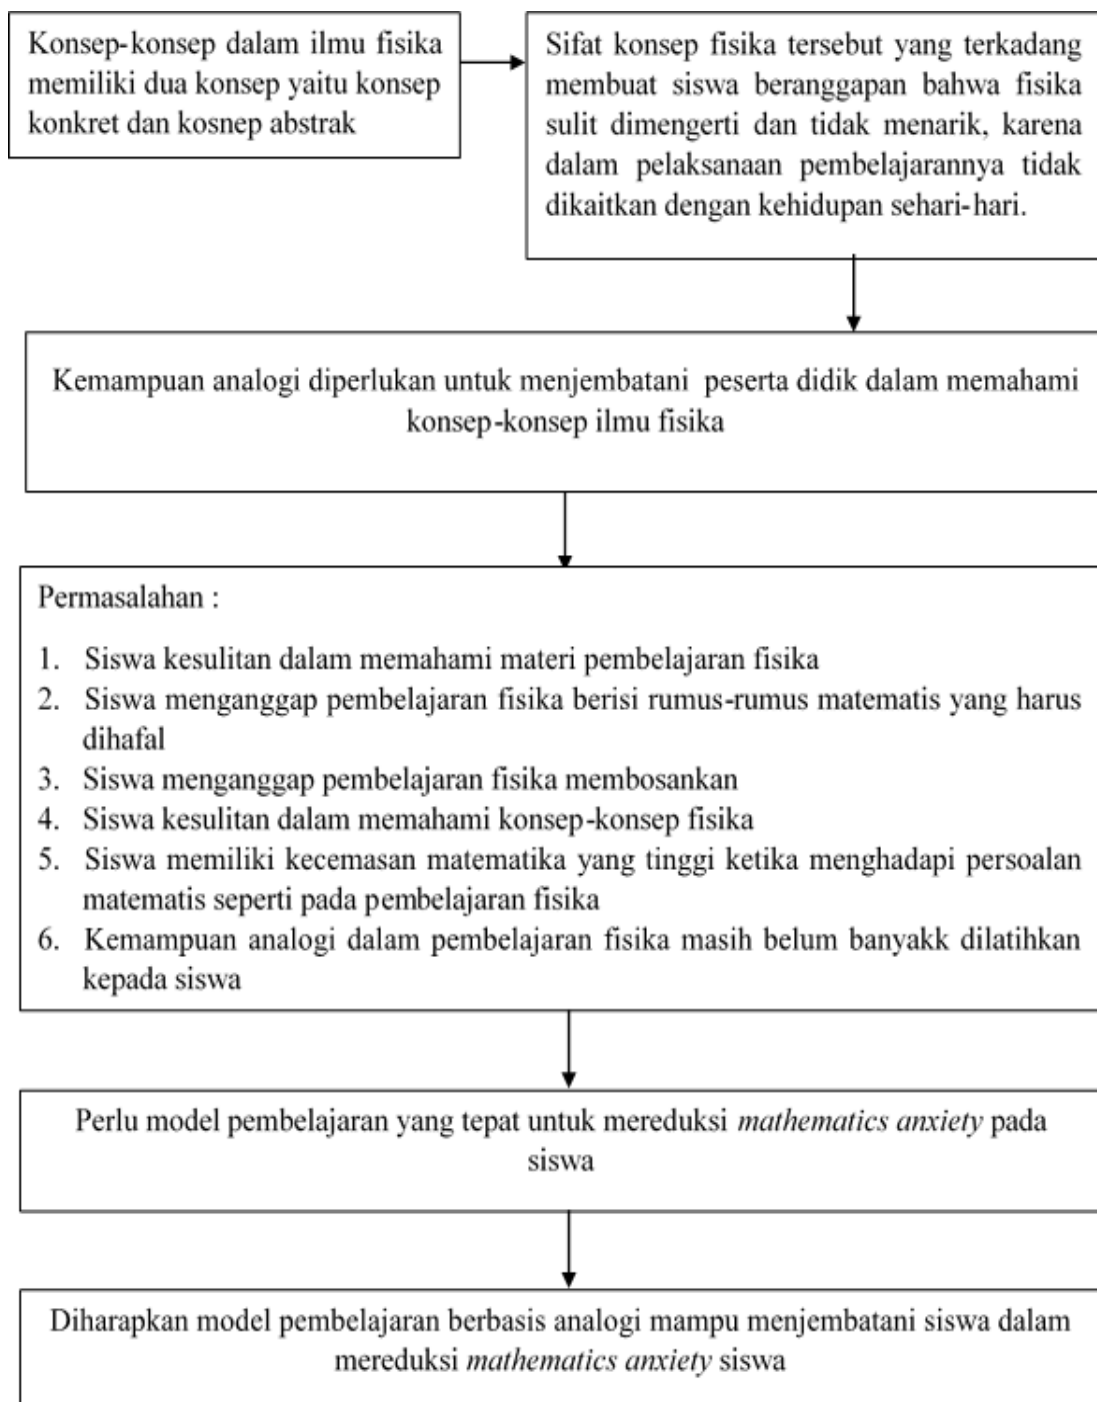 Konsep-konsep dalam ilmu fisika
memiliki dua konsep yaitu konsep
konkret dan kosnep abstrak
Sifat konsep fisika tersebut yang terkadang
membuat siswa beranggapan bahwa fisika
sulit dimengerti dan tidak menarik, karena
dalam pelaksanaan pembelajarannya tidak
dikaitkan dengan kehidupan sehari-hari.
Kemampuan analogi diperlukan untuk menjembatani peserta didik dalam memahami
konsep-konsep ilmu fisika
Permasalahan :
1. Siswa kesulitan dalam memahami materi pembelajaran fisika
2. Siswa menganggap pembelajaran fisika berisi rumus-rumus matematis yang harus
dihafal
3. Siswa menganggap pembelajaran fisika membosankan
4. Siswa kesulitan dalam memahami konsep-konsep fisika
5. Siswa memiliki kecemasan matematika yang tinggi ketika menghadapi persoalan
matematis seperti pada pembelajaran fisika
6. Kemampuan analogi dalam pembelajaran fisika masih belum banyakk dilatihkan
kepada siswa
Perlu model pembelajaran yang tepat untuk mereduksi mathematics anxiety pada
siswa
Diharapkan model pembelajaran berbasis analogi mampu menjembatani siswa dalam
mereduksi mathematics anxiety siswa